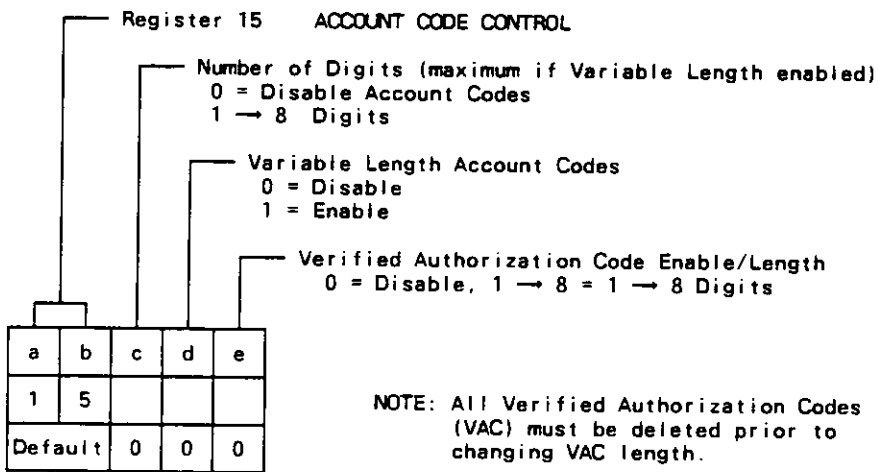 Register 15 ACCOUNT CODE CONTROL
Number of Digits (maximum if Variable Length enabled)
0 = Disable Account Codes
1 → 8 Digits
Variable Length Account Codes
0 = Disable
1 = Enable
Verified Authorization Code Enable/Length
0 = Disable, 1 → 8 = 1 → 8 Digits
a b c d e
1 5
Default 0 0 0
NOTE: All Verified Authorization Codes
(VAC) must be deleted prior to
changing VAC length.